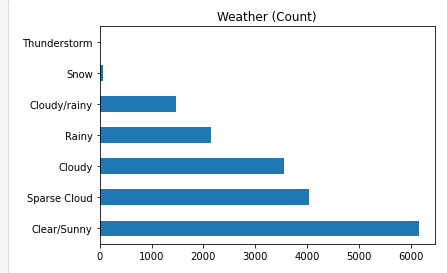 Weather (Count)
Thunderstorm
Snow
Cloudy/rainy
Rainy
Cloudy
Sparse Cloud
Clear/Sunny
0 1000 2000 3000 4000 5000 6000